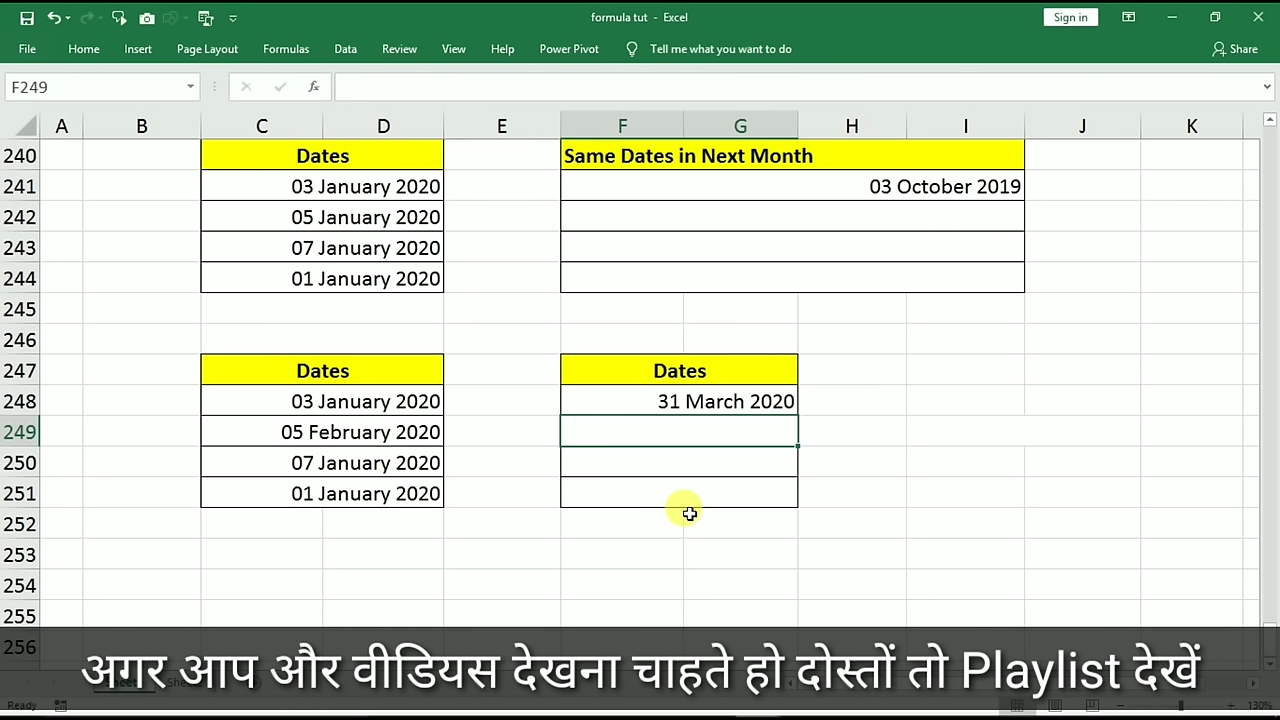 formula tut - Excel
Sign in
File Home Insert Page Layout Formulas Data Review View Help Power Pivot Tell me what you want to do Share
F249 fx
A B C D E F G H I J K
240 Dates Same Dates in Next Month
241 03 January 2020 03 October 2019
242 05 January 2020
243 07 January 2020
244 01 January 2020
245
246
247 Dates Dates
248 03 January 2020 31 March 2020
249 05 February 2020
250 07 January 2020
251 01 January 2020
252
253
254
255
256
अगर आप और वीडियस देखना चाहते हो दोस्तों तो Playlist देखें
Ready 130%